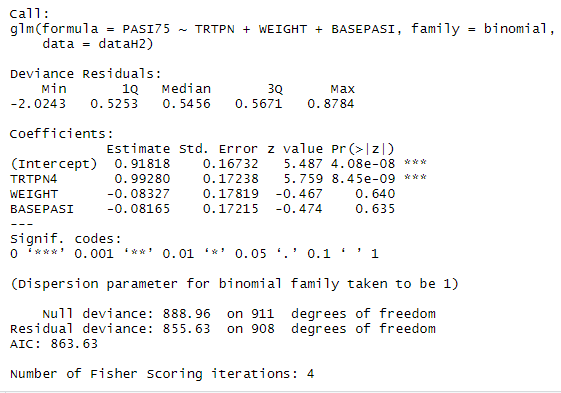 Call:
glm(formula = PASI75 ~ TRTPN + WEIGHT + BASEPASI, family = binomial,
    data = dataH2)
Deviance Residuals:
    Min      1Q  Median      3Q     Max
-2.0243  0.5253  0.5456  0.5671  0.8784
Coefficients:
            Estimate Std. Error z value Pr(>|z|)
(Intercept)  0.91818    0.16732   5.487 4.08e-08 ***
TRTPN4       0.99280    0.17238   5.759 8.45e-09 ***
WEIGHT      -0.08327    0.17819  -0.467    0.640
BASEPASI    -0.08165    0.17215  -0.474    0.635
---
Signif. codes:
0 ‘***’ 0.001 ‘**’ 0.01 ‘*’ 0.05 ‘.’ 0.1 ‘ ’ 1
(Dispersion parameter for binomial family taken to be 1)
    Null deviance: 888.96  on 911  degrees of freedom
Residual deviance: 855.63  on 908  degrees of freedom
AIC: 863.63
Number of Fisher Scoring iterations: 4